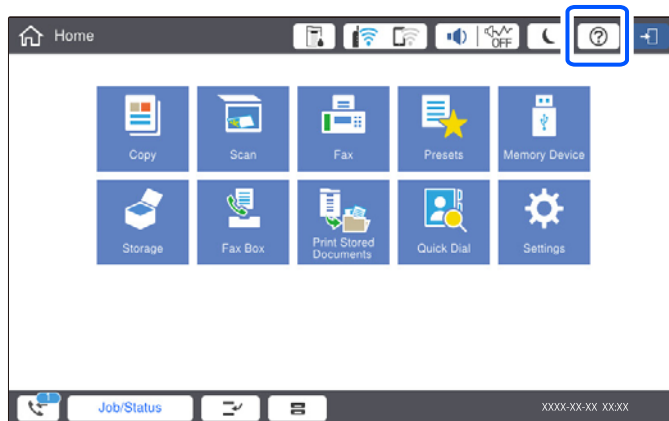 Home
OFF
?
Copy
Scan
Fax
Presets
Memory Device
Storage
Fax Box
Print Stored
Documents
Quick Dial
Settings
1
Job/Status
XXXX-XX-XX XX:XX